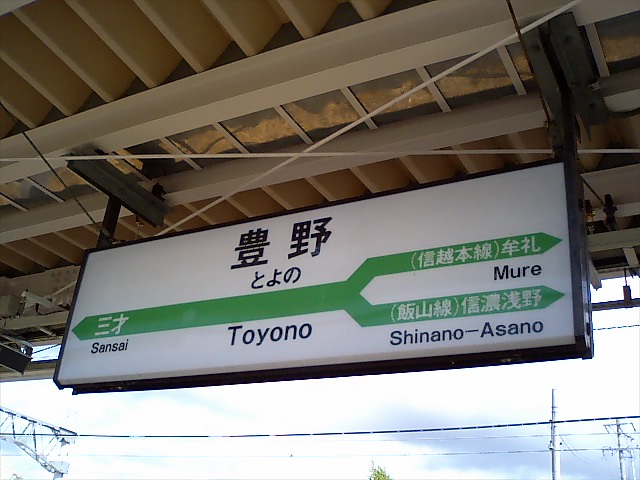 豊野
とよの
Toyono
三才
Sansai
(信越本線)牟礼
Mure
(飯山線)信濃浅野
Shinano-Asano